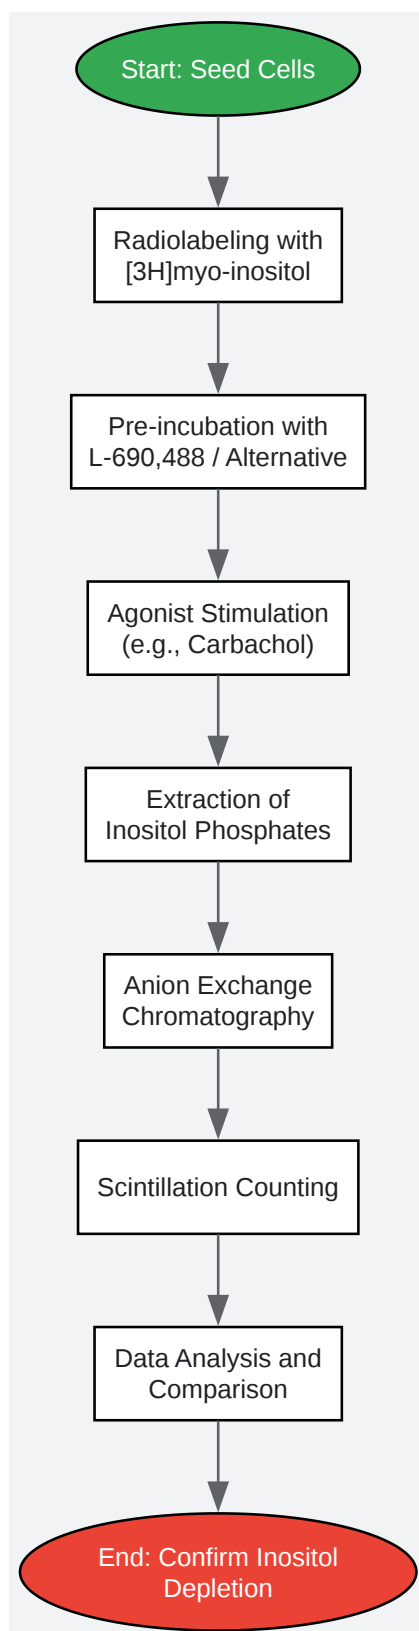 Start: Seed Cells
Radiolabeling with
[3H]myo-inositol
Pre-incubation with
L-690,488 / Alternative
Agonist Stimulation
(e.g., Carbachol)
Extraction of
Inositol Phosphates
Anion Exchange
Chromatography
Scintillation Counting
Data Analysis and
Comparison
End: Confirm Inositol
Depletion